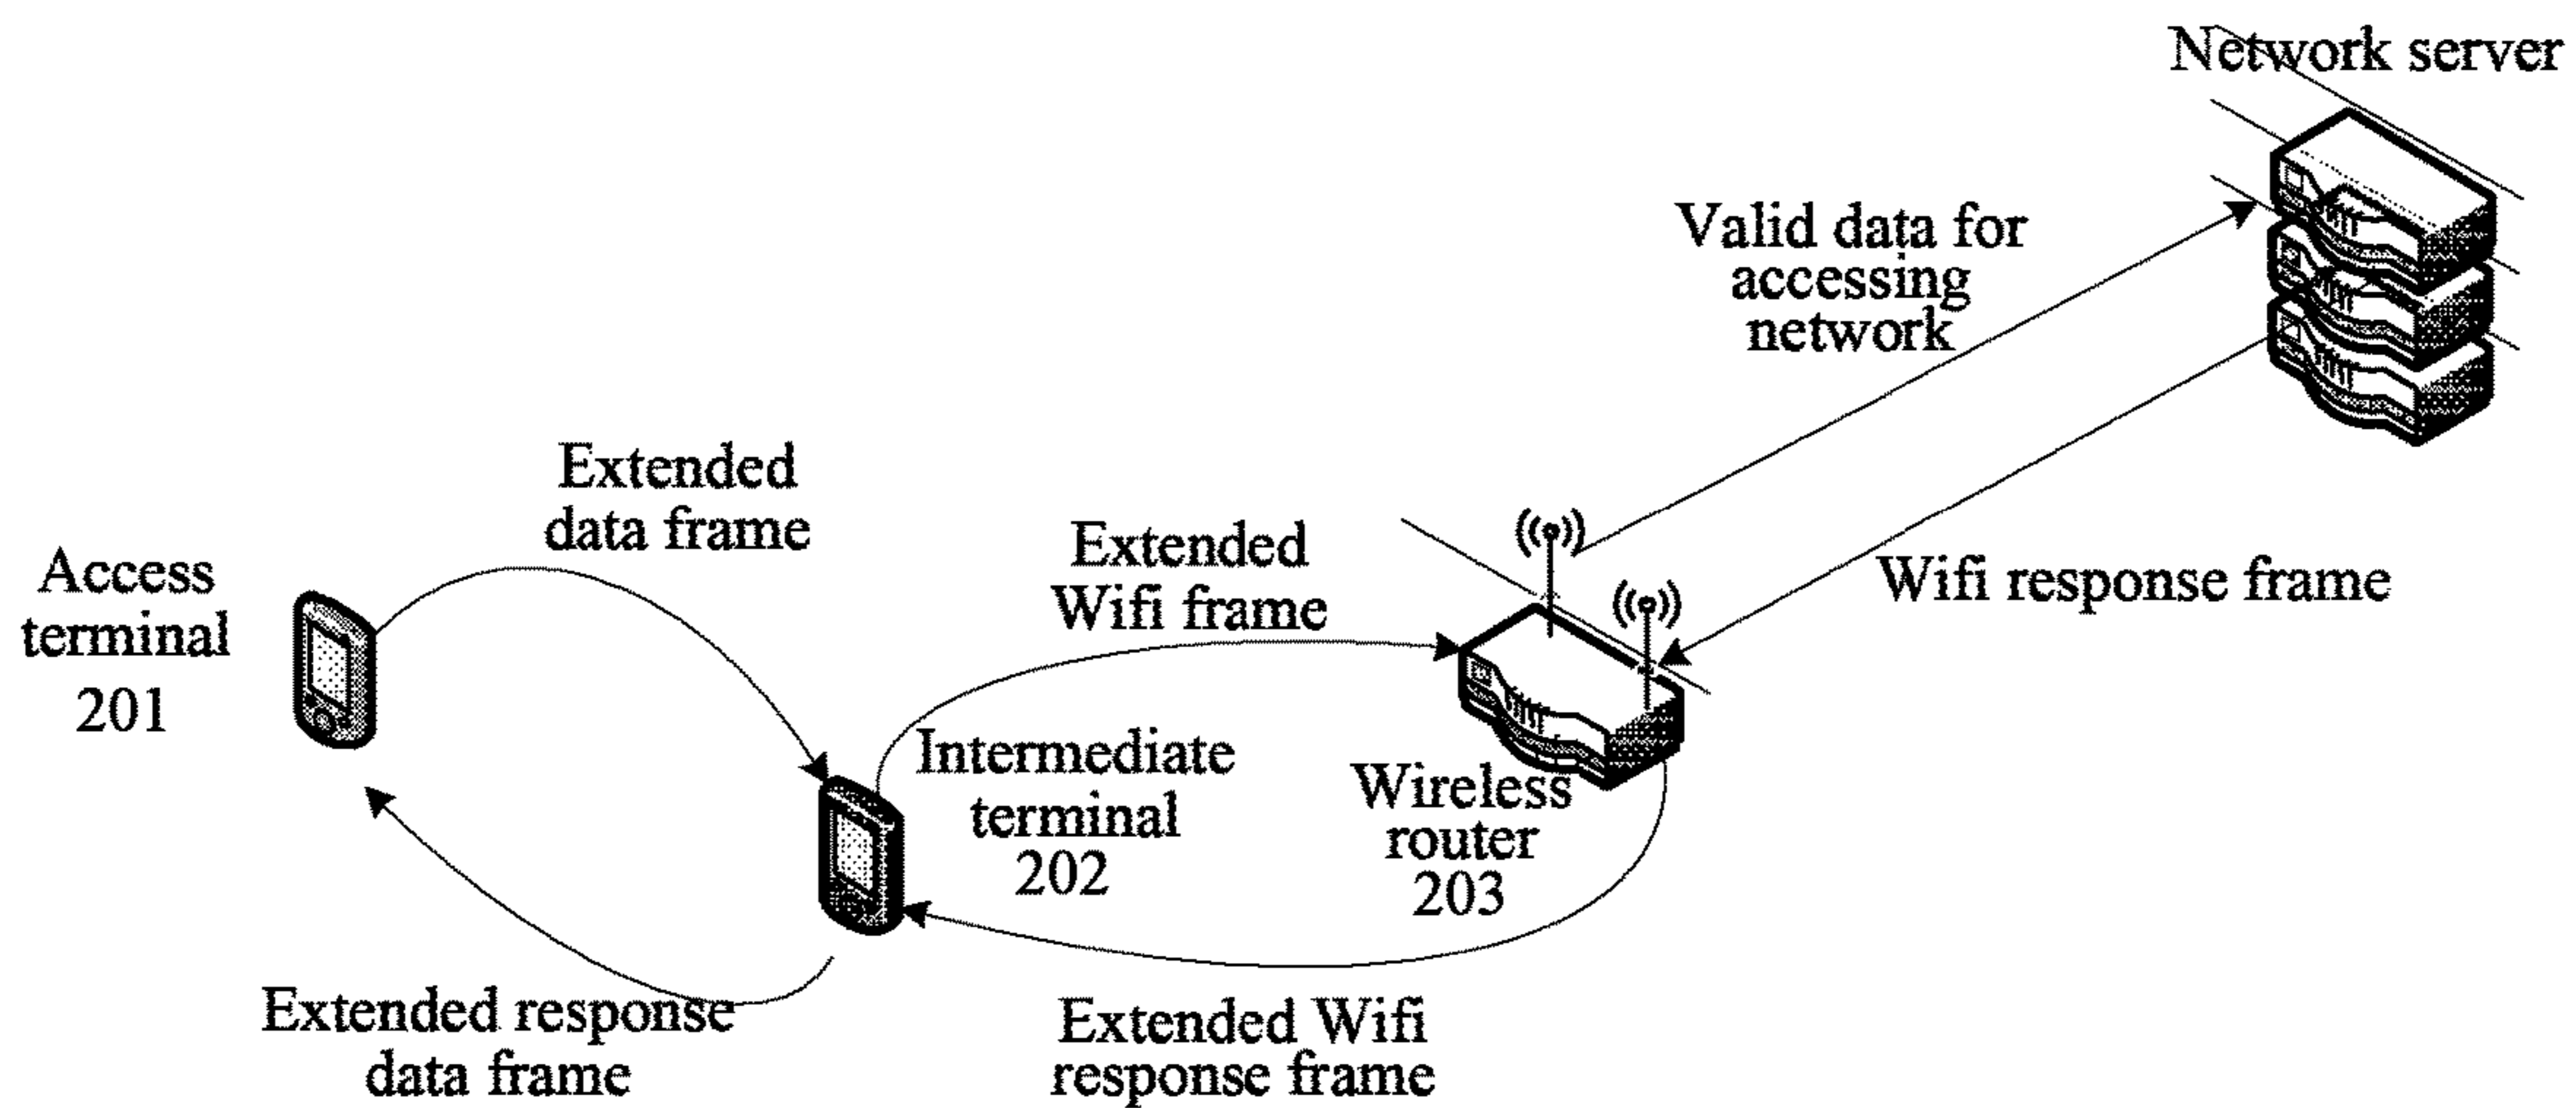 Network server
Valid data for
accessing
network
Extended
data frame
Extended
Wifi frame
Wifi response frame
Access
terminal
201
Intermediate
terminal
202
Wireless
router
203
Extended response
data frame
Extended Wifi
response frame